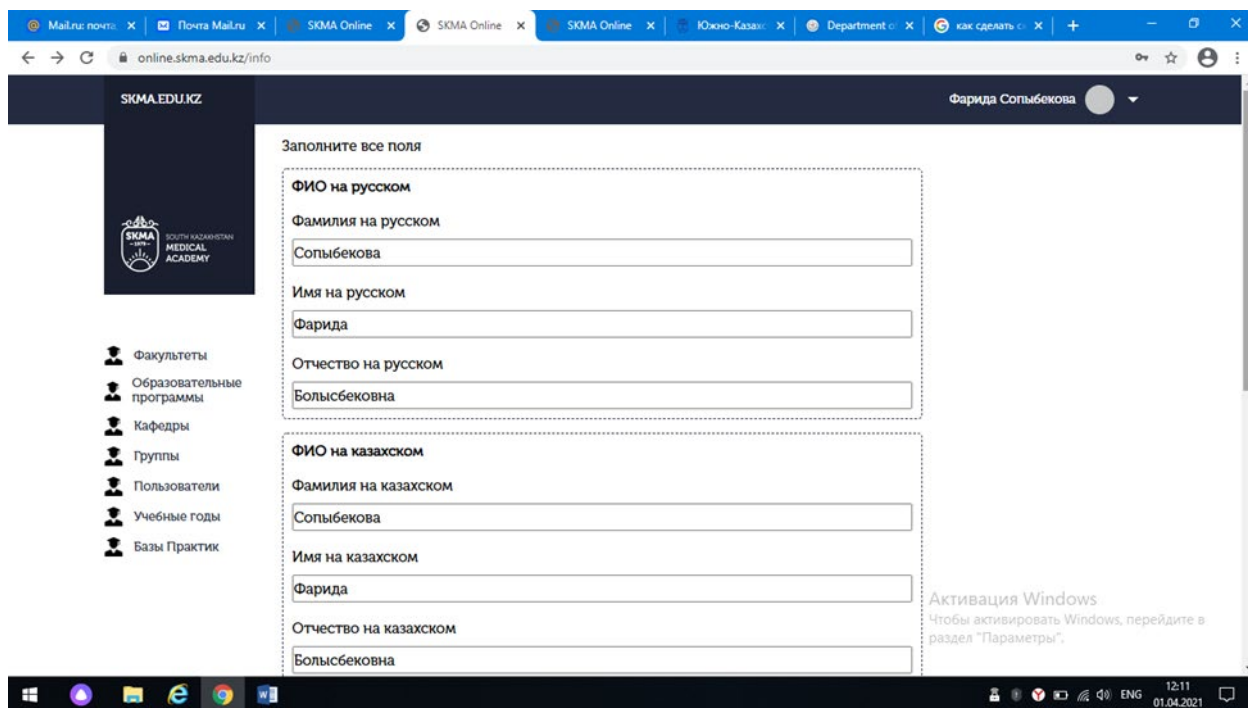 Mail.ru: почта,
Почта Mail.ru
SKMA Online
SKMA Online
SKMA Online
Южно-Казахс
Department o
как сделать с
online.skma.edu.kz/info
SKMA.EDU.KZ
Фарида Сопыбекова
SKMA
-1979-
SOUTH KAZAKHSTAN
MEDICAL
ACADEMY
Факультеты
Образовательные
программы
Кафедры
Группы
Пользователи
Учебные годы
Базы Практик
Заполните все поля
ФИО на русском
Фамилия на русском
Сопыбекова
Имя на русском
Фарида
Отчество на русском
Болысбековна
ФИО на казахском
Фамилия на казахском
Сопыбекова
Имя на казахском
Фарида
Отчество на казахском
Болысбековна
Активация Windows
Чтобы активировать Windows, перейдите в
раздел "Параметры".
ENG
12:11
01.04.2021